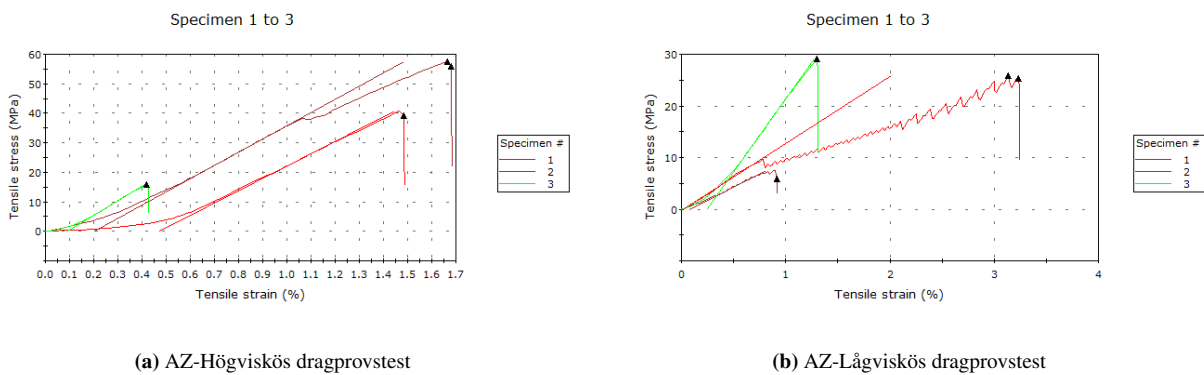 Specimen 1 to 3
60
50
40
30
20
10
0
Tensile stress (MPa)
0.0 0.1 0.2 0.3 0.4 0.5 0.6 0.7 0.8 0.9 1.0 1.1 1.2 1.3 1.4 1.5 1.6 1.7
Tensile strain (%)
Specimen #
1
2
3
(a) AZ-Högviskös dragprovstest
Specimen 1 to 3
30
20
10
0
Tensile stress (MPa)
0 1 2 3 4
Tensile strain (%)
Specimen #
1
2
3
(b) AZ-Lågviskös dragprovstest